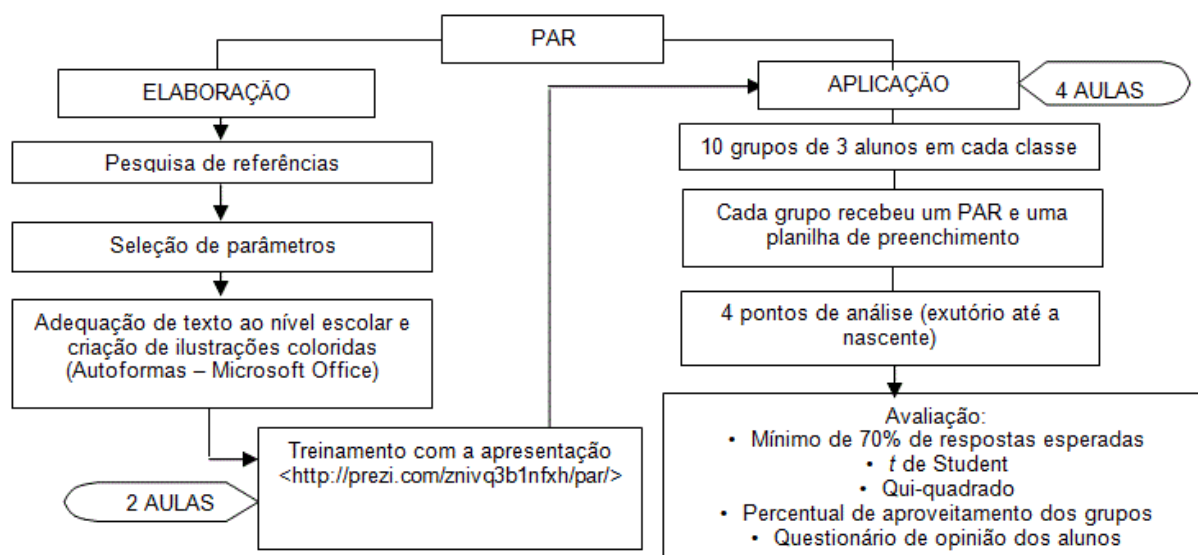 PAR
ELABORAÇÃO
Pesquisa de referências
Seleção de parâmetros
Adequação de texto ao nível escolar e
criação de ilustrações coloridas
(Autoformas – Microsoft Office)
Treinamento com a apresentação
<http://prezi.com/znivq3b1nfxh/par/>
2 AULAS
APLICAÇÃO
4 AULAS
10 grupos de 3 alunos em cada classe
Cada grupo recebeu um PAR e uma
planilha de preenchimento
4 pontos de análise (exutório até a
nascente)
Avaliação:
• Mínimo de 70% de respostas esperadas
• t de Student
• Qui-quadrado
• Percentual de aproveitamento dos grupos
• Questionário de opinião dos alunos